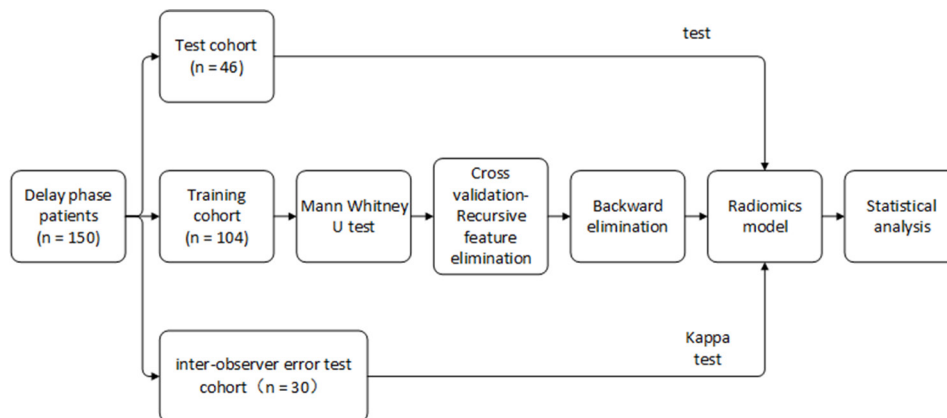 Test cohort
(n = 46)
test
Delay phase
patients
(n = 150)
Training
cohort
(n = 104)
Mann Whitney
U test
Cross
validation-
Recursive
feature
elimination
Backward
elimination
Radiomics
model
Statistical
analysis
inter-observer error test
cohort（n = 30）
Kappa
test